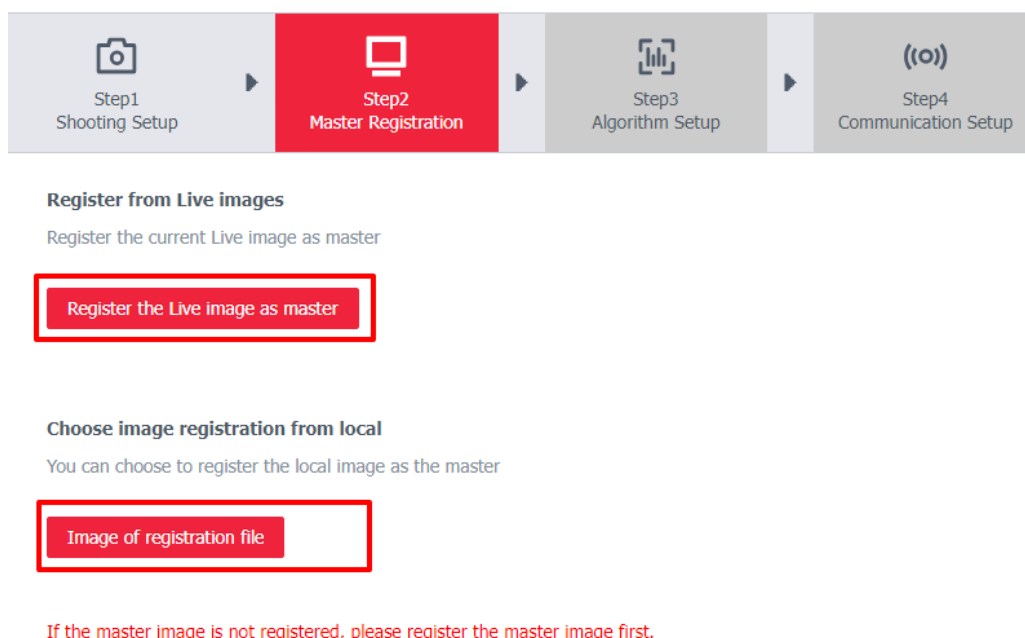 Step1
Shooting Setup
Step2
Master Registration
Step3
Algorithm Setup
Step4
Communication Setup
Register from Live images
Register the current Live image as master
Register the Live image as master
Choose image registration from local
You can choose to register the local image as the master
Image of registration file
If the master image is not registered, please register the master image first.